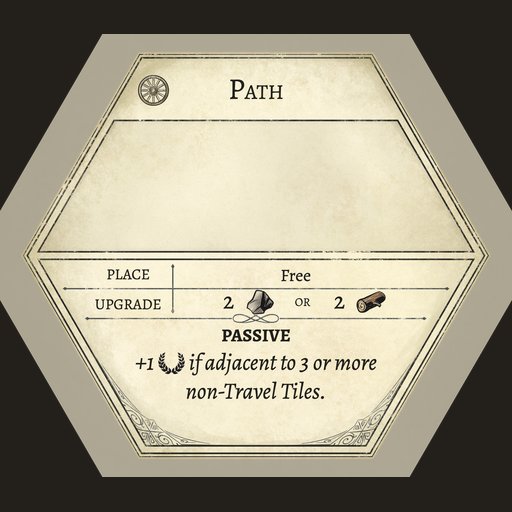 Path
PLACE Free
UPGRADE 2 OR 2
PASSIVE
+1 if adjacent to 3 or more
non-Travel Tiles.